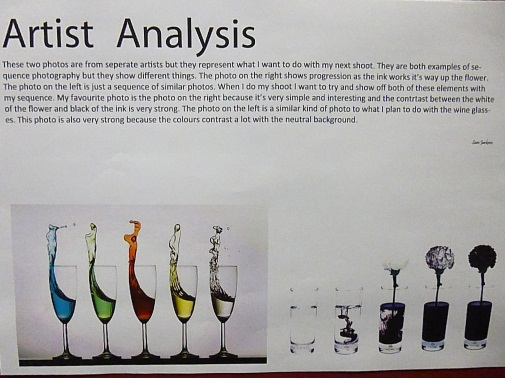 Artist Analysis
These two photos are from seperate artists but they represent what I want to do with my next shoot. They are both examples of se-
quence photography but they show different things. The photo on the right shows progression as the ink works it's way up the flower.
The photo on the left is just a sequence of similar photos. When I do my shoot I want to try and show off both of these elements with
my sequence. My favourite photo is the photo on the right because it's very simple and interesting and the contrtast between the white
of the flower and black of the ink is very strong. The photo on the left is a similar kind of photo to what I plan to do with the wine glass-
es. This photo is also very strong because the colours contrast a lot with the neutral background.